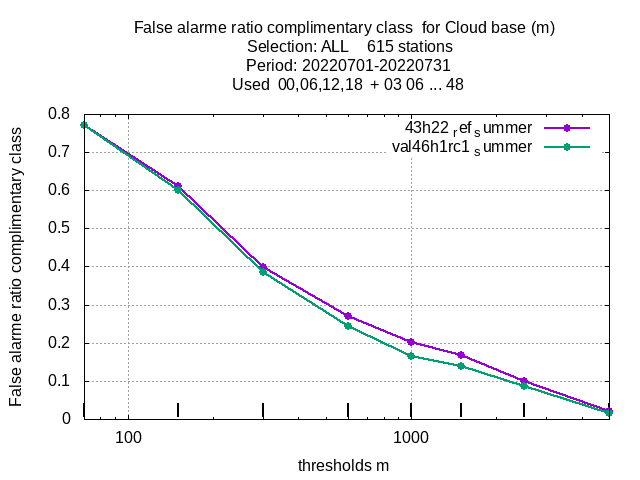 False alarme ratio complimentary class for Cloud base (m)
Selection: ALL 615 stations
Period: 20220701-20220731
Used 00,06,12,18 + 03 06 ... 48
43h22 ref summer
val46h1rc1 summer
False alarme ratio complimentary class
0.8
0.7
0.6
0.5
0.4
0.3
0.2
0.1
0
100 1000
thresholds m